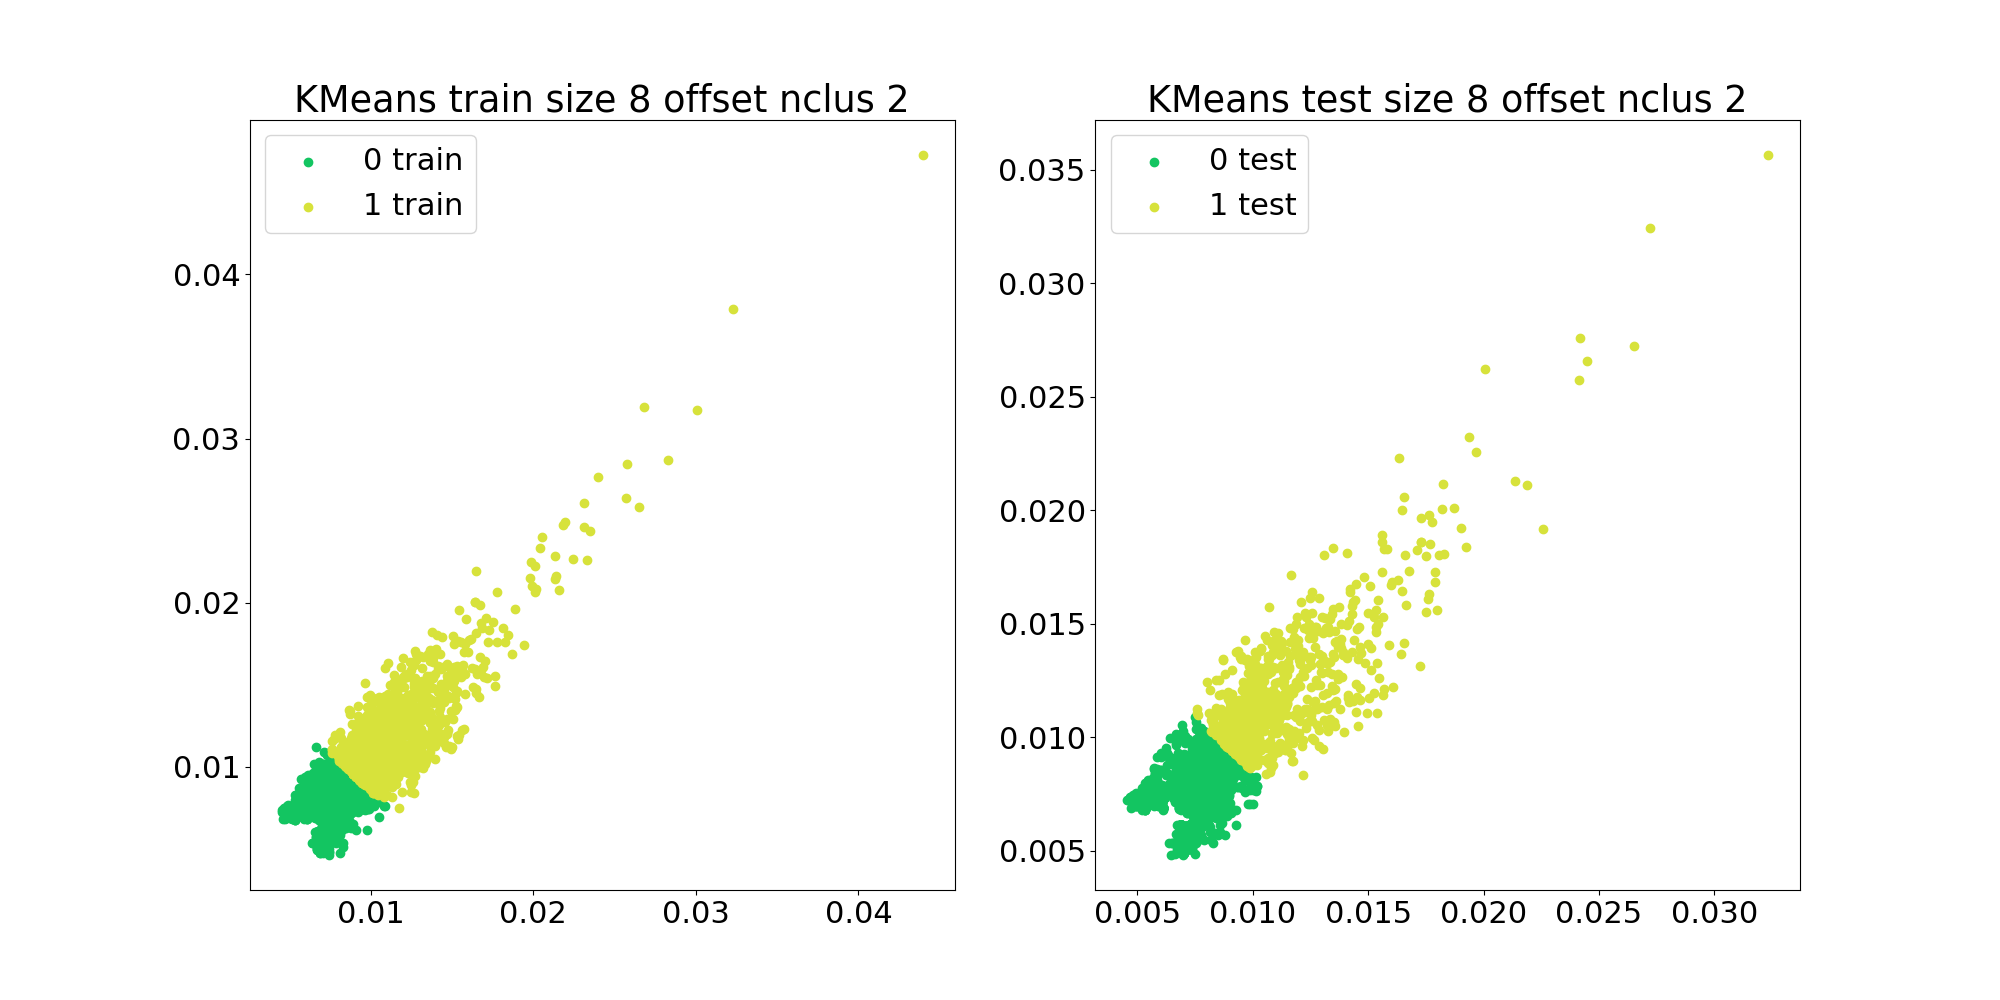 KMeans train size 8 offset nclus 2
0 train
1 train
0.04
0.03
0.02
0.01
0.01 0.02 0.03 0.04
KMeans test size 8 offset nclus 2
0 test
1 test
0.035
0.030
0.025
0.020
0.015
0.010
0.005
0.005 0.010 0.015 0.020 0.025 0.030